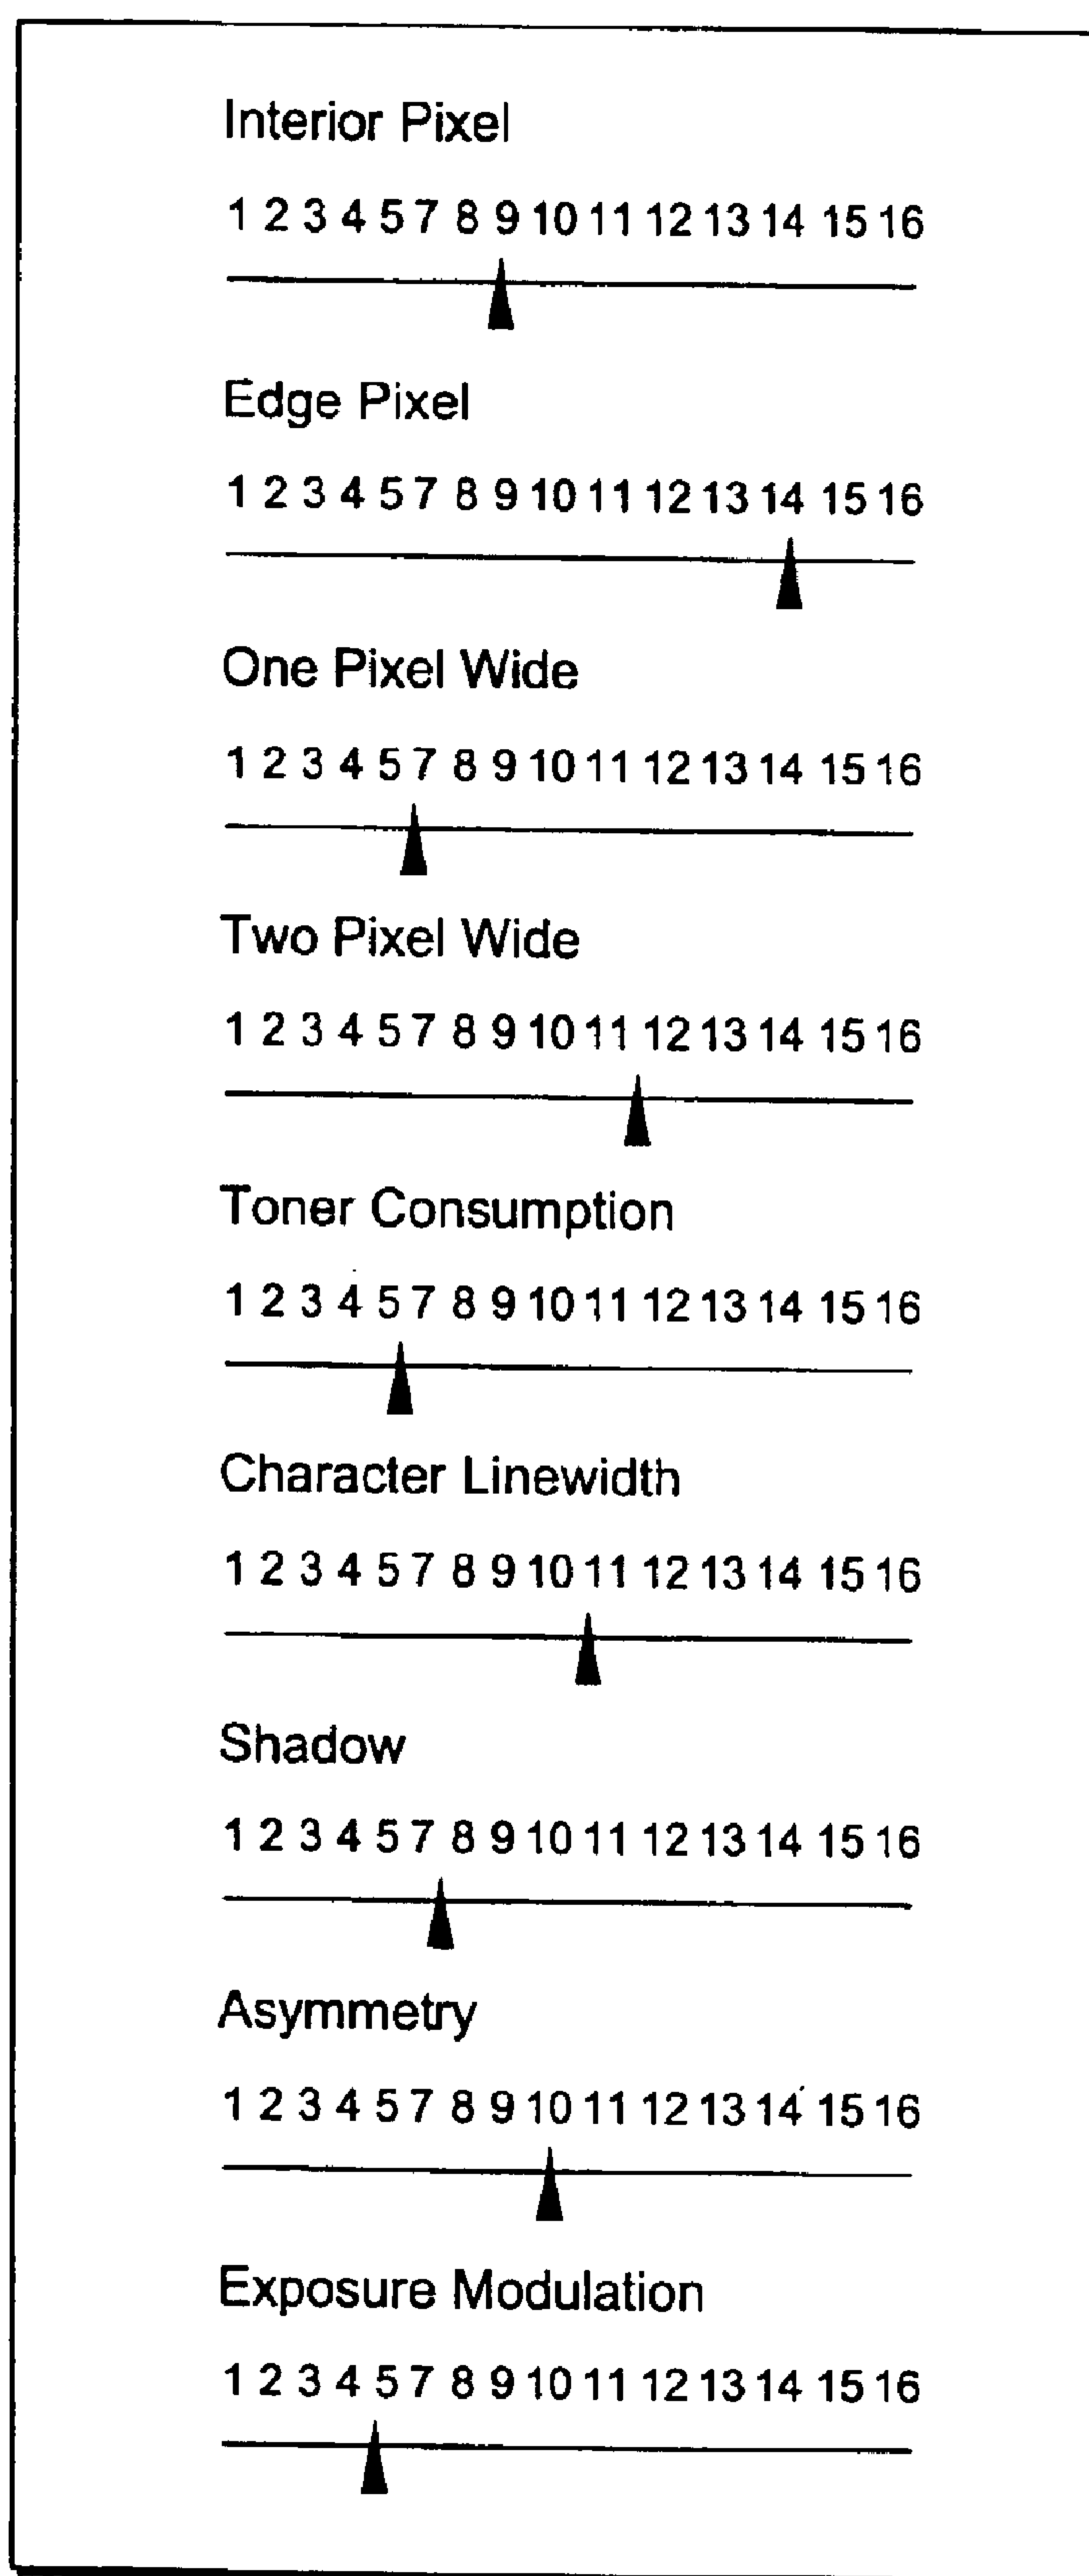 Interior Pixel
1 2 3 4 5 7 8 9 10 11 12 13 14 15 16
Edge Pixel
1 2 3 4 5 7 8 9 10 11 12 13 14 15 16
One Pixel Wide
1 2 3 4 5 7 8 9 10 11 12 13 14 15 16
Two Pixel Wide
1 2 3 4 5 7 8 9 10 11 12 13 14 15 16
Toner Consumption
1 2 3 4 5 7 8 9 10 11 12 13 14 15 16
Character Linewidth
1 2 3 4 5 7 8 9 10 11 12 13 14 15 16
Shadow
1 2 3 4 5 7 8 9 10 11 12 13 14 15 16
Asymmetry
1 2 3 4 5 7 8 9 10 11 12 13 14 15 16
Exposure Modulation
1 2 3 4 5 7 8 9 10 11 12 13 14 15 16